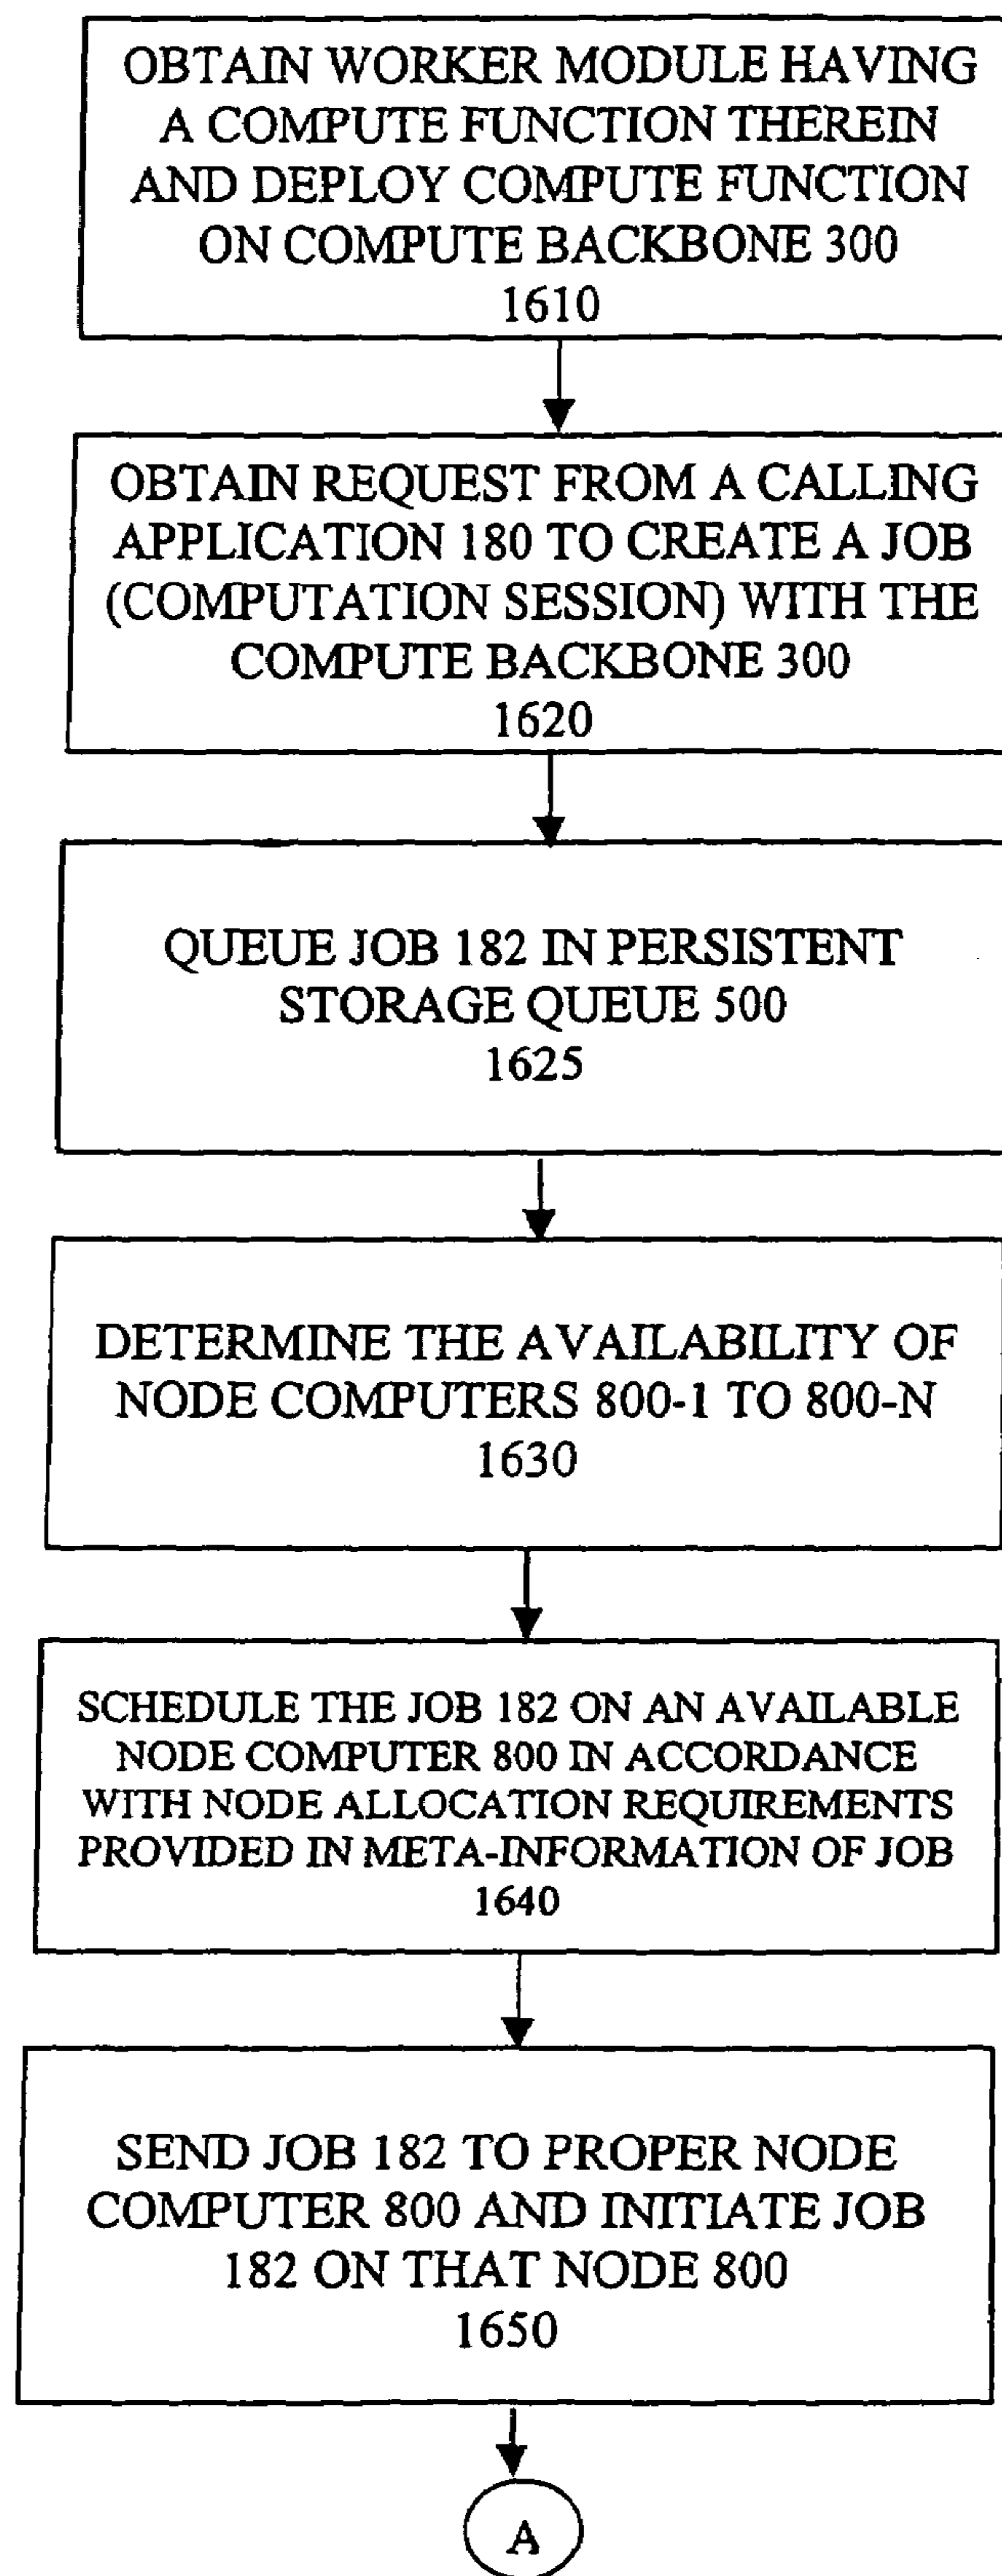 OBTAIN WORKER MODULE HAVING
A COMPUTE FUNCTION THEREIN
AND DEPLOY COMPUTE FUNCTION
ON COMPUTE BACKBONE 300
1610
OBTAIN REQUEST FROM A CALLING
APPLICATION 180 TO CREATE A JOB
(COMPUTATION SESSION) WITH THE
COMPUTE BACKBONE 300
1620
QUEUE JOB 182 IN PERSISTENT
STORAGE QUEUE 500
1625
DETERMINE THE AVAILABILITY OF
NODE COMPUTERS 800-1 TO 800-N
1630
SCHEDULE THE JOB 182 ON AN AVAILABLE
NODE COMPUTER 800 IN ACCORDANCE
WITH NODE ALLOCATION REQUIREMENTS
PROVIDED IN META-INFORMATION OF JOB
1640
SEND JOB 182 TO PROPER NODE
COMPUTER 800 AND INITIATE JOB
182 ON THAT NODE 800
1650
A